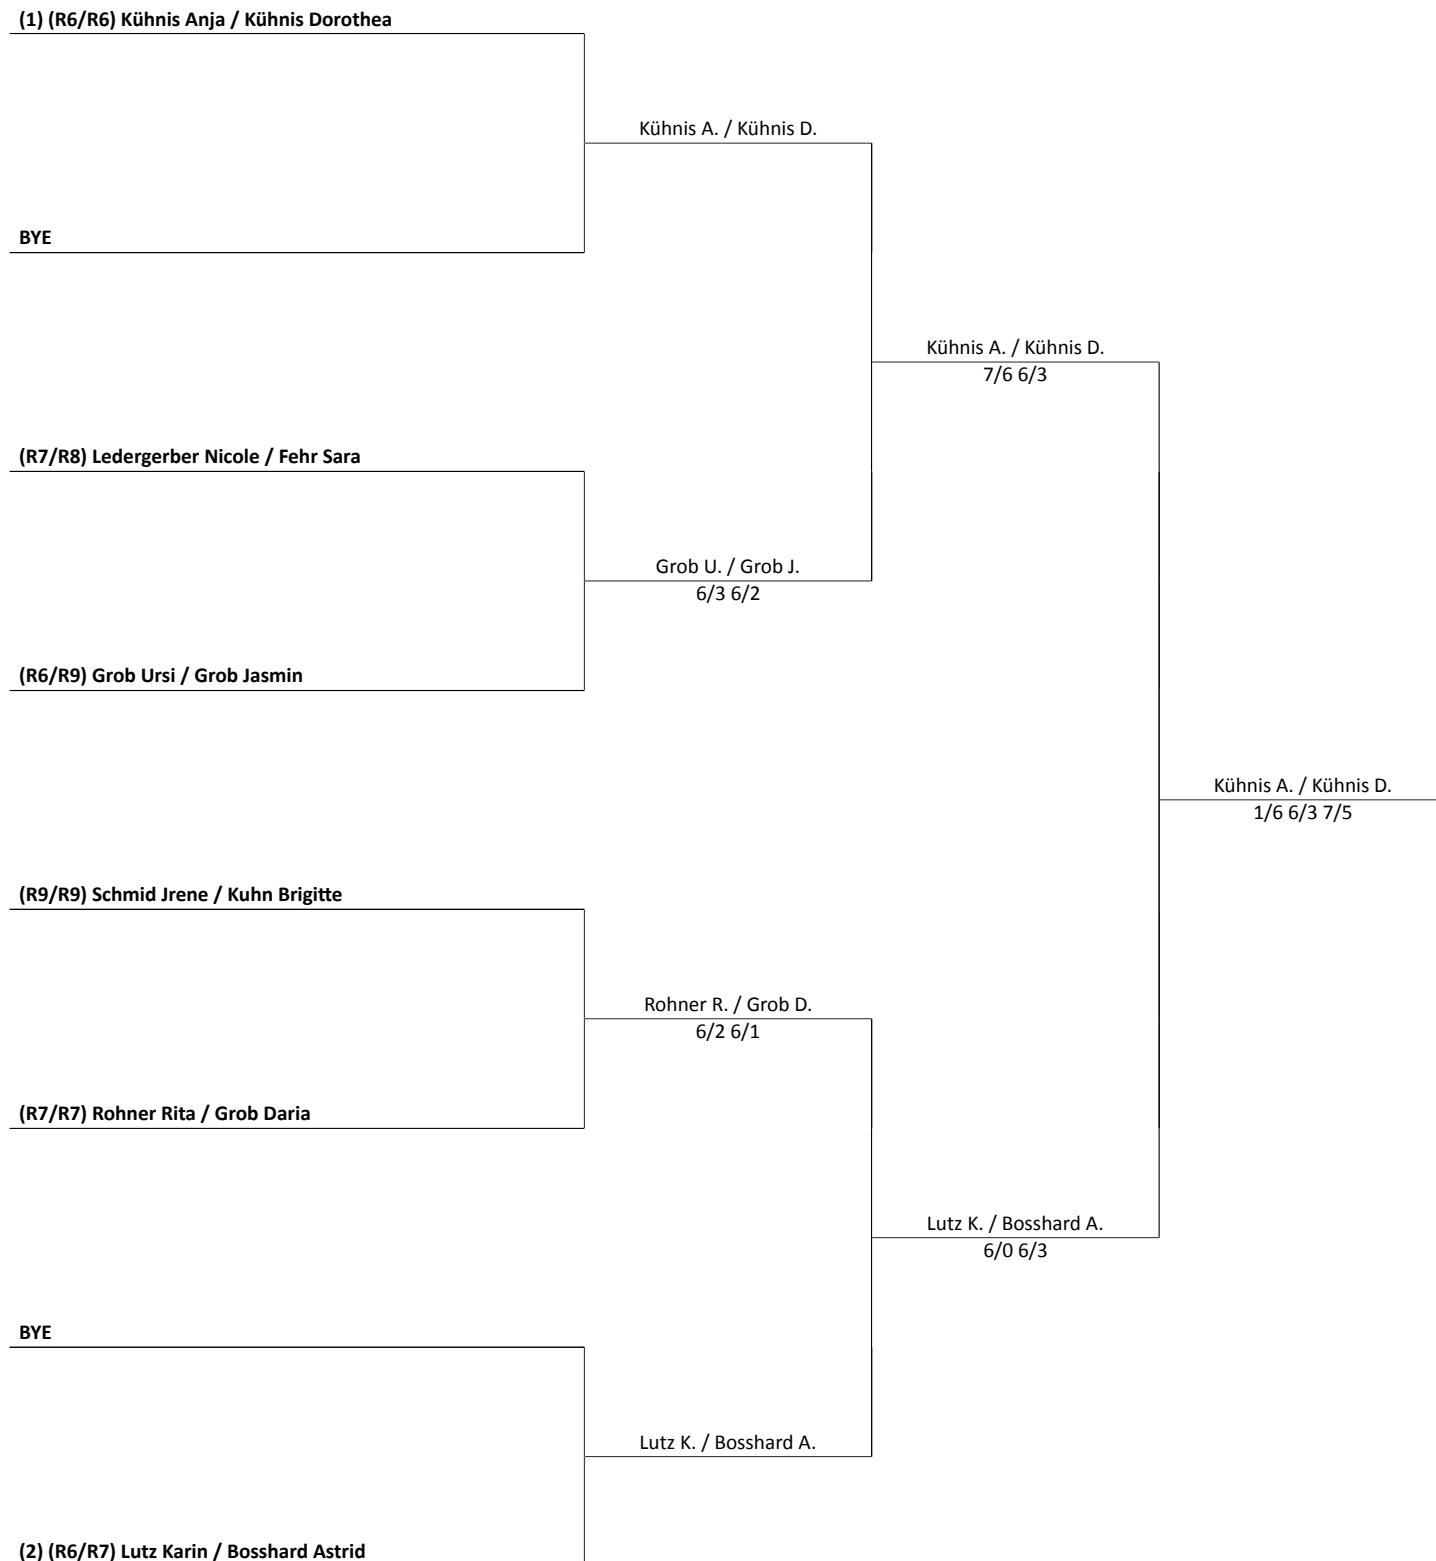 (1) (R6/R6) Kühnis Anja / Kühnis Dorothea
Kühnis A. / Kühnis D.
BYE
Kühnis A. / Kühnis D.
7/6 6/3
(R7/R8) Ledergerber Nicole / Fehr Sara
Grob U. / Grob J.
6/3 6/2
(R6/R9) Grob Ursi / Grob Jasmin
Kühnis A. / Kühnis D.
1/6 6/3 7/5
(R9/R9) Schmid Jrene / Kuhn Brigitte
Rohner R. / Grob D.
6/2 6/1
(R7/R7) Rohner Rita / Grob Daria
Lutz K. / Bosshard A.
6/0 6/3
BYE
Lutz K. / Bosshard A.
(2) (R6/R7) Lutz Karin / Bosshard Astrid